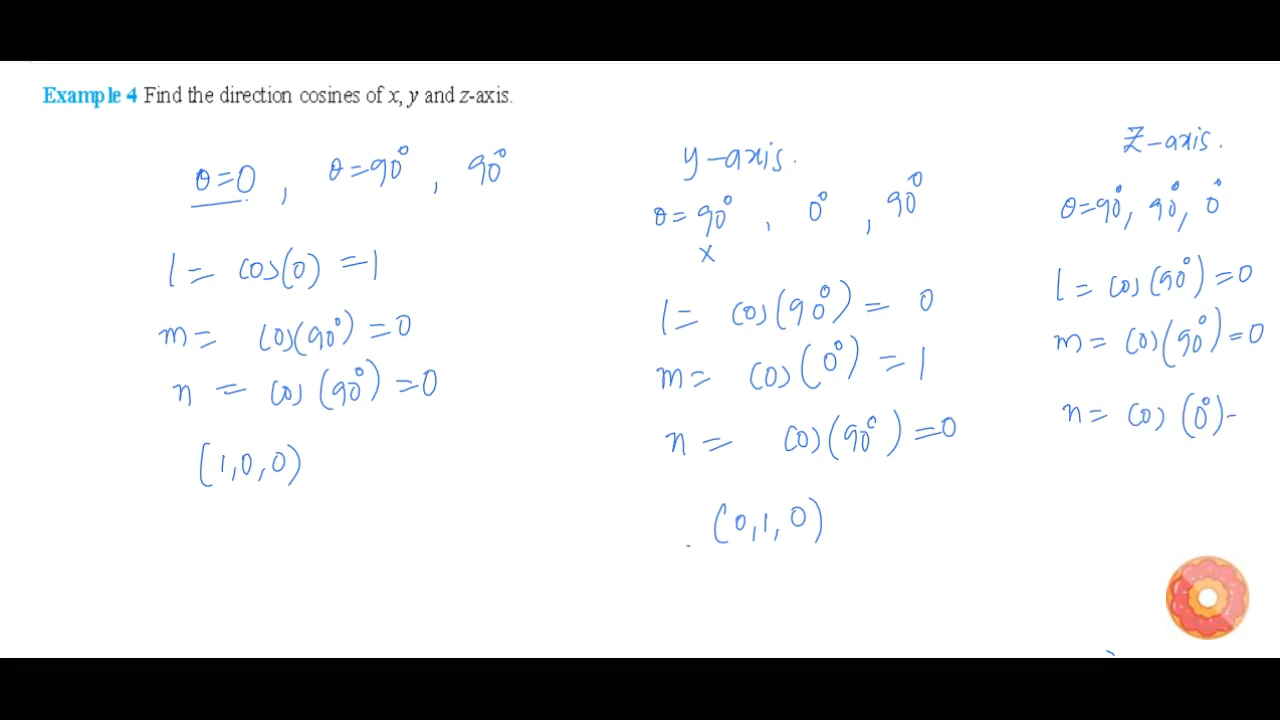 Example 4 Find the direction cosines of x, y and z-axis.
θ=0, θ=90°, 90°
l = cos(0) = 1
m = cos(90°) = 0
n = cos(90°) = 0
(1,0,0)
y-axis.
θ = 90°, 0°, 90°
x
l = cos(90°) = 0
m = cos(0°) = 1
n = cos(90°) = 0
(0,1,0)
Z-axis.
θ=90°, 90°, 0°
l = cos(90°) = 0
m = cos(90°) = 0
n = cos(0°) -